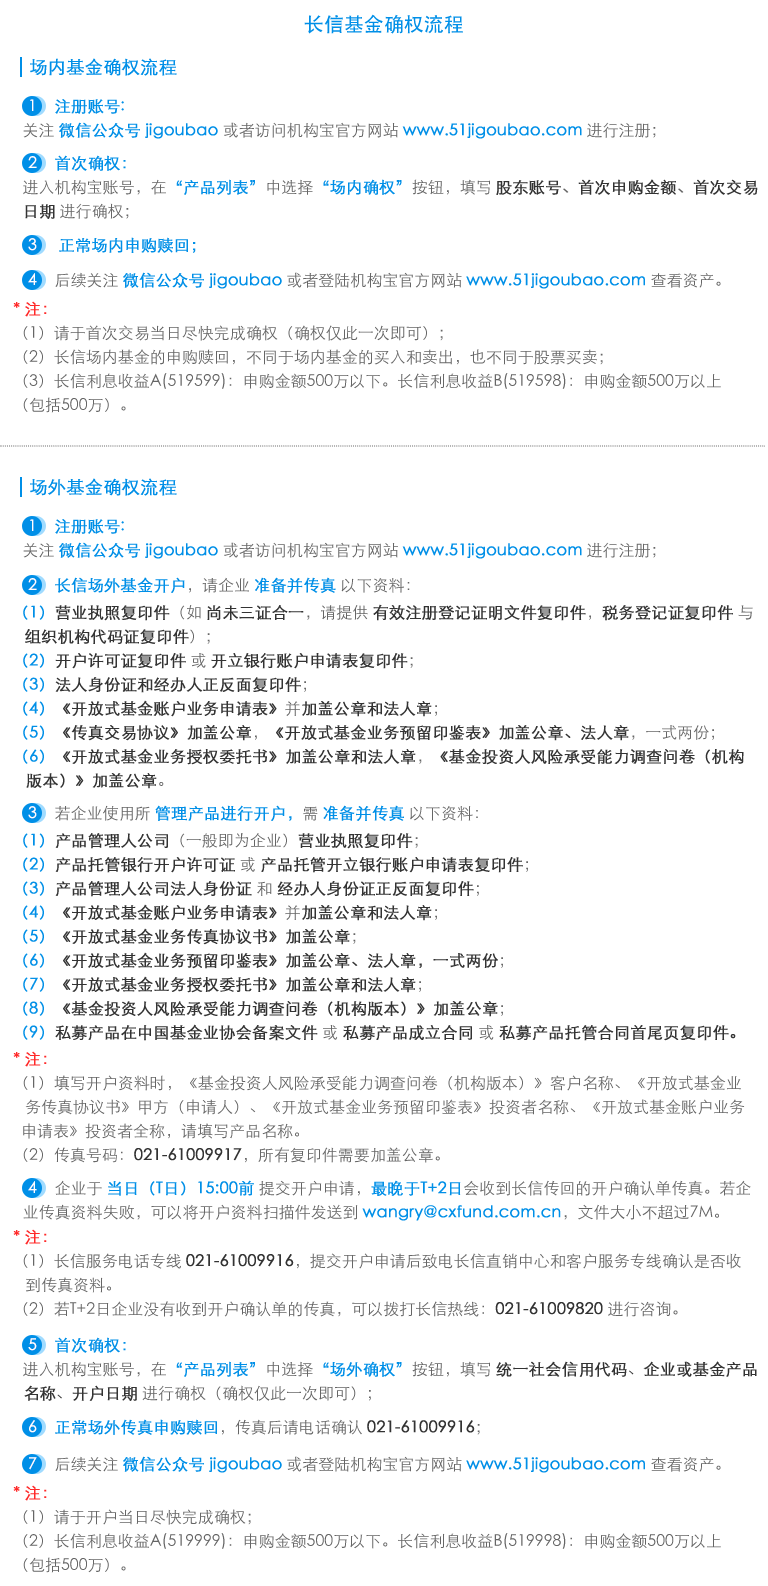 长信基金确权流程
场内基金确权流程
1 注册账号：
关注 微信公众号 jigoubao 或者访问机构宝官方网站 www.51jigoubao.com 进行注册；
2 首次确权：
进入机构宝账号，在“产品列表”中选择“场内确权”按钮，填写 股东账号、首次申购金额、首次交易
日期 进行确权；
3 正常场内申购赎回；
4 后续关注 微信公众号 jigoubao 或者登陆机构宝官方网站 www.51jigoubao.com 查看资产。
* 注：
（1）请于首次交易当日尽快完成确权（确权仅此一次即可）；
（2）长信场内基金的申购赎回，不同于场内基金的买入和卖出，也不同于股票买卖；
（3）长信利息收益A(519599)：申购金额500万以下。长信利息收益B(519598)：申购金额500万以上
（包括500万）。
场外基金确权流程
1 注册账号：
关注 微信公众号 jigoubao 或者访问机构宝官方网站 www.51jigoubao.com 进行注册；
2 长信场外基金开户，请企业 准备并传真 以下资料：
（1）营业执照复印件（如 尚未三证合一，请提供 有效注册登记证明文件复印件，税务登记证复印件 与
组织机构代码证复印件）；
（2）开户许可证复印件 或 开立银行账户申请表复印件；
（3）法人身份证和经办人正反面复印件；
（4）《开放式基金账户业务申请表》并加盖公章和法人章；
（5）《传真交易协议》加盖公章，《开放式基金业务预留印鉴表》加盖公章、法人章，一式两份；
（6）《开放式基金业务授权委托书》加盖公章和法人章，《基金投资人风险承受能力调查问卷（机构
版本）》加盖公章。
3 若企业使用所 管理产品进行开户，需 准备并传真 以下资料：
（1）产品管理人公司（一般即为企业）营业执照复印件；
（2）产品托管银行开户许可证 或 产品托管开立银行账户申请表复印件；
（3）产品管理人公司法人身份证 和 经办人身份证正反面复印件；
（4）《开放式基金账户业务申请表》并加盖公章和法人章；
（5）《开放式基金业务传真协议书》加盖公章；
（6）《开放式基金业务预留印鉴表》加盖公章、法人章，一式两份；
（7）《开放式基金业务授权委托书》加盖公章和法人章；
（8）《基金投资人风险承受能力调查问卷（机构版本）》加盖公章；
（9）私募产品在中国基金业协会备案文件 或 私募产品成立合同 或 私募产品托管合同首尾页复印件。
* 注：
（1）填写开户资料时，《基金投资人风险承受能力调查问卷（机构版本）》客户名称、《开放式基金业
务传真协议书》甲方（申请人）、《开放式基金业务预留印鉴表》投资者名称、《开放式基金账户业务
申请表》投资者全称，请填写产品名称。
（2）传真号码：021-61009917，所有复印件需要加盖公章。
4 企业于 当日（T日）15:00前 提交开户申请，最晚于T+2日会收到长信传回的开户确认单传真。若企
业传真资料失败，可以将开户资料扫描件发送到 wangry@cxfund.com.cn，文件大小不超过7M。
* 注：
（1）长信服务电话专线 021-61009916，提交开户申请后致电长信直销中心和客户服务专线确认是否收
到传真资料。
（2）若T+2日企业没有收到开户确认单的传真，可以拨打长信热线：021-61009820 进行咨询。
5 首次确权：
进入机构宝账号，在“产品列表”中选择“场外确权”按钮，填写 统一社会信用代码、企业或基金产品
名称、开户日期 进行确权（确权仅此一次即可）；
6 正常场外传真申购赎回，传真后请电话确认 021-61009916；
7 后续关注 微信公众号 jigoubao 或者登陆机构宝官方网站 www.51jigoubao.com 查看资产。
* 注：
（1）请于开户当日尽快完成确权；
（2）长信利息收益A(519999)：申购金额500万以下。长信利息收益B(519998)：申购金额500万以上
（包括500万）。